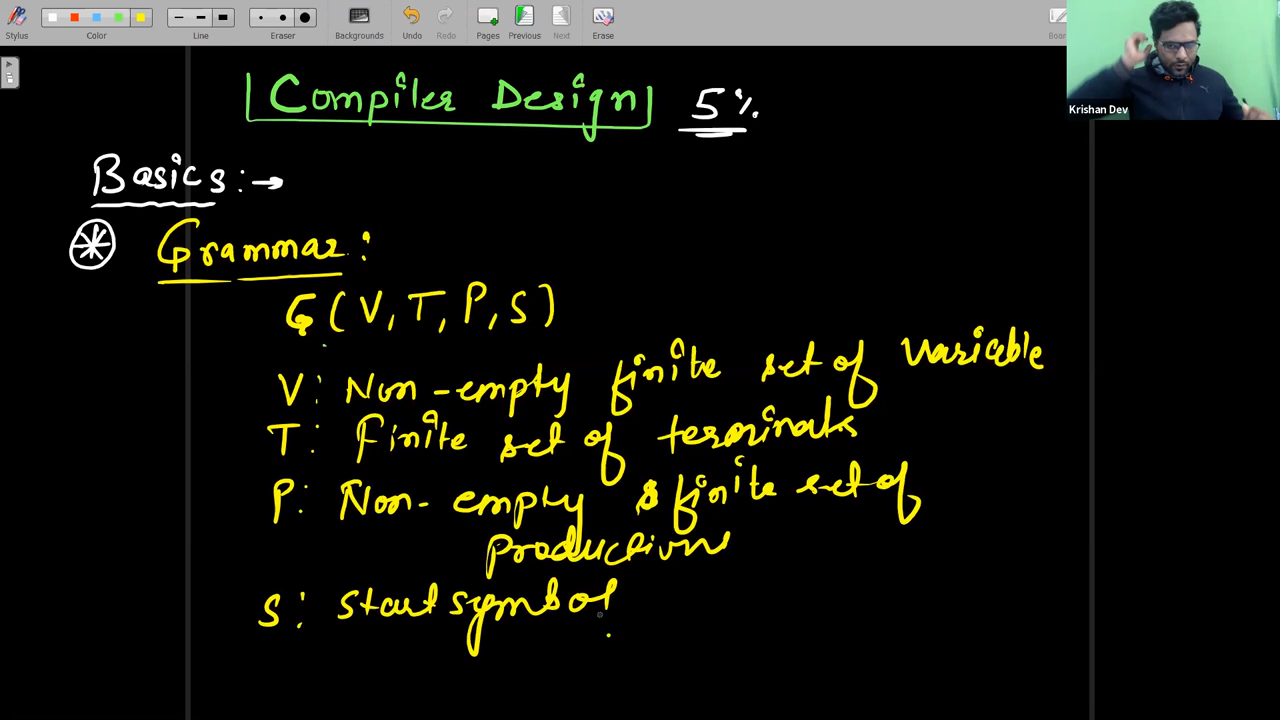 Stylus
Color
Line
Eraser
Backgrounds
Undo
Redo
Pages
Previous
Next
Erase
Krishan Dev
Compiler Design 5%
Basics:→
Grammar:
G(V,T,P,S)
V: Non-empty finite set of variable
T: Finite set of terminals
P: Non-empty finite set of
productions
S: Start symbol